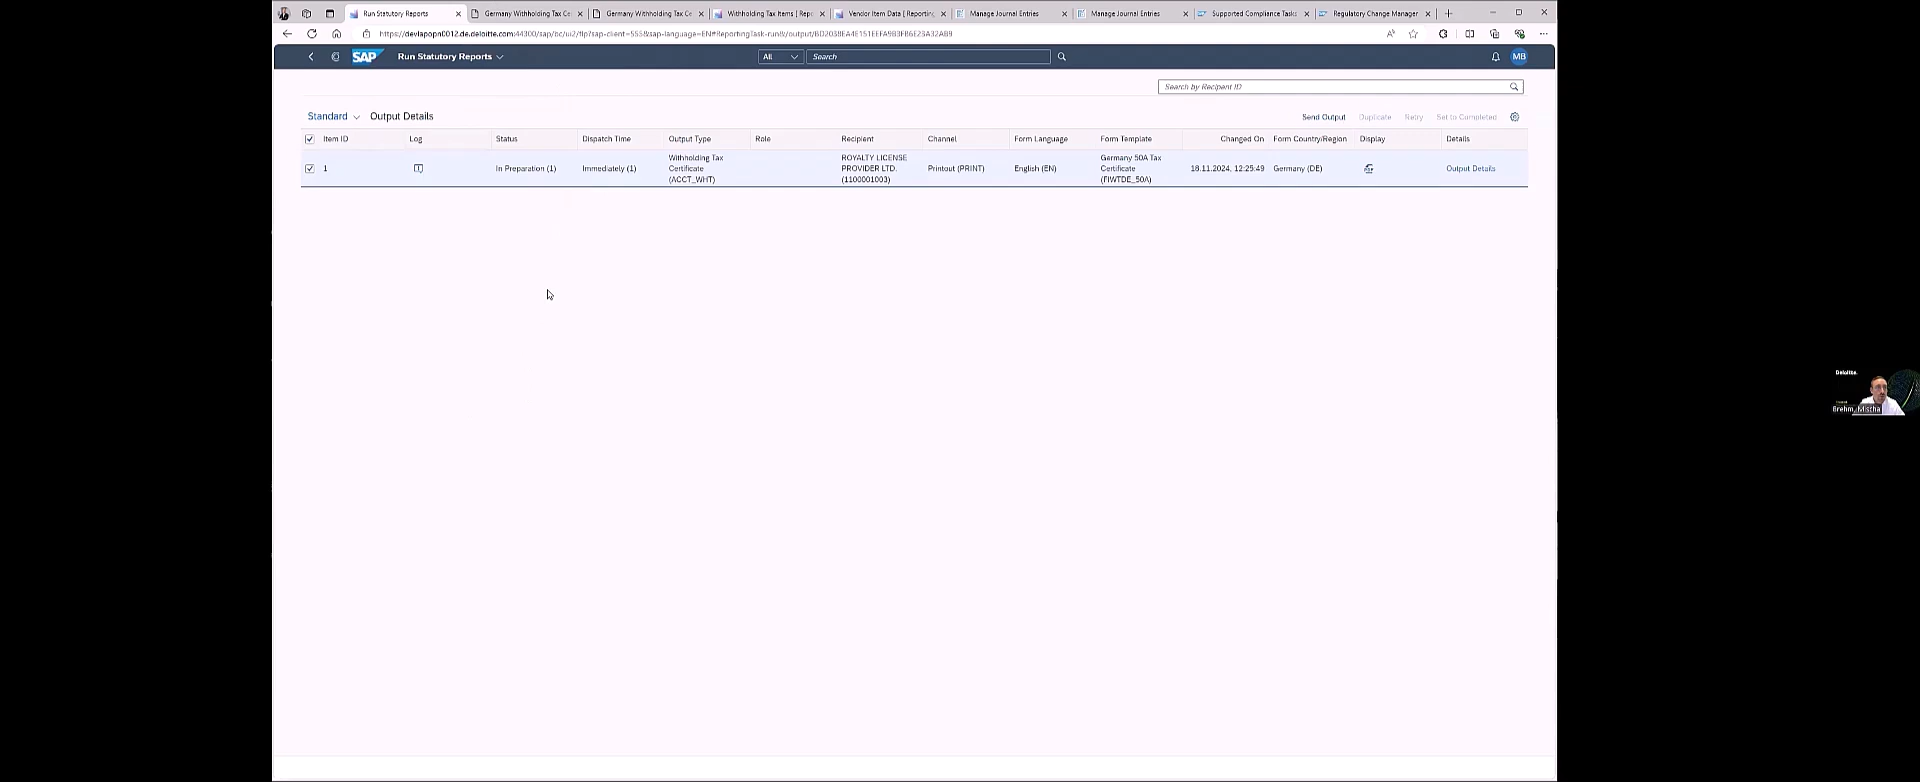 Run Statutory Reports
Germany Withholding Tax Ce
Germany Withholding Tax Ce
Withholding Tax Items | Repo
Vendor Item Data | Reporting
Manage Journal Entries
Manage Journal Entries
Supported Compliance Tasks
Regulatory Change Manager
SAP
Run Statutory Reports
All
Search
MB
Search by Recipient ID
Standard
Output Details
Send Output
Duplicate
Retry
Set to Completed
Item ID
Log
Status
Dispatch Time
Output Type
Role
Recipient
Channel
Form Language
Form Template
Changed On
Form Country/Region
Display
Details
1
In Preparation (1)
Immediately (1)
Withholding Tax
Certificate
(ACCT_WHT)
ROYALTY LICENSE
PROVIDER LTD.
(1100001003)
Printout (PRINT)
English (EN)
Germany 50A Tax
Certificate
(FIWTDE_50A)
18.11.2024, 12:25:49
Germany (DE)
Output Details
Deloitte.
Brehm, Mischa